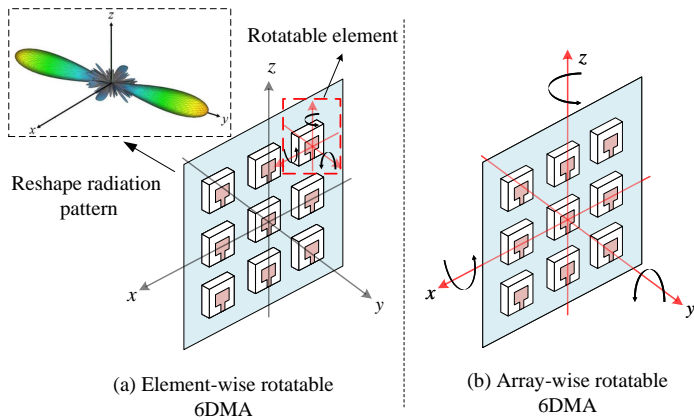 z
x
y
Reshape radiation
pattern
Rotatable element
z
x
y
(a) Element-wise rotatable
6DMA
z
x
y
(b) Array-wise rotatable
6DMA